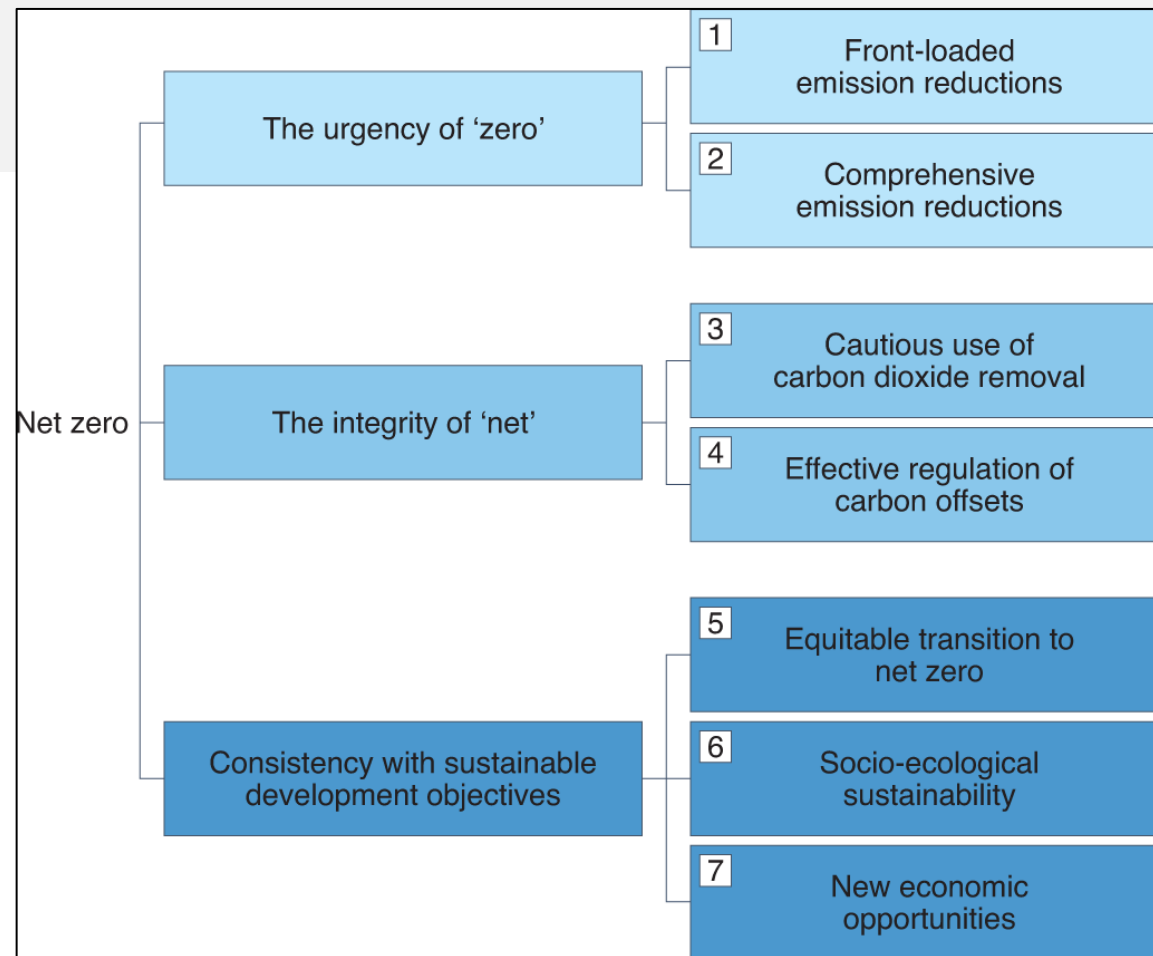 Net zero
The urgency of ‘zero’
1
Front-loaded
emission reductions
2
Comprehensive
emission reductions
The integrity of ‘net’
3
Cautious use of
carbon dioxide removal
4
Effective regulation of
carbon offsets
Consistency with sustainable
development objectives
5
Equitable transition to
net zero
6
Socio-ecological
sustainability
7
New economic
opportunities